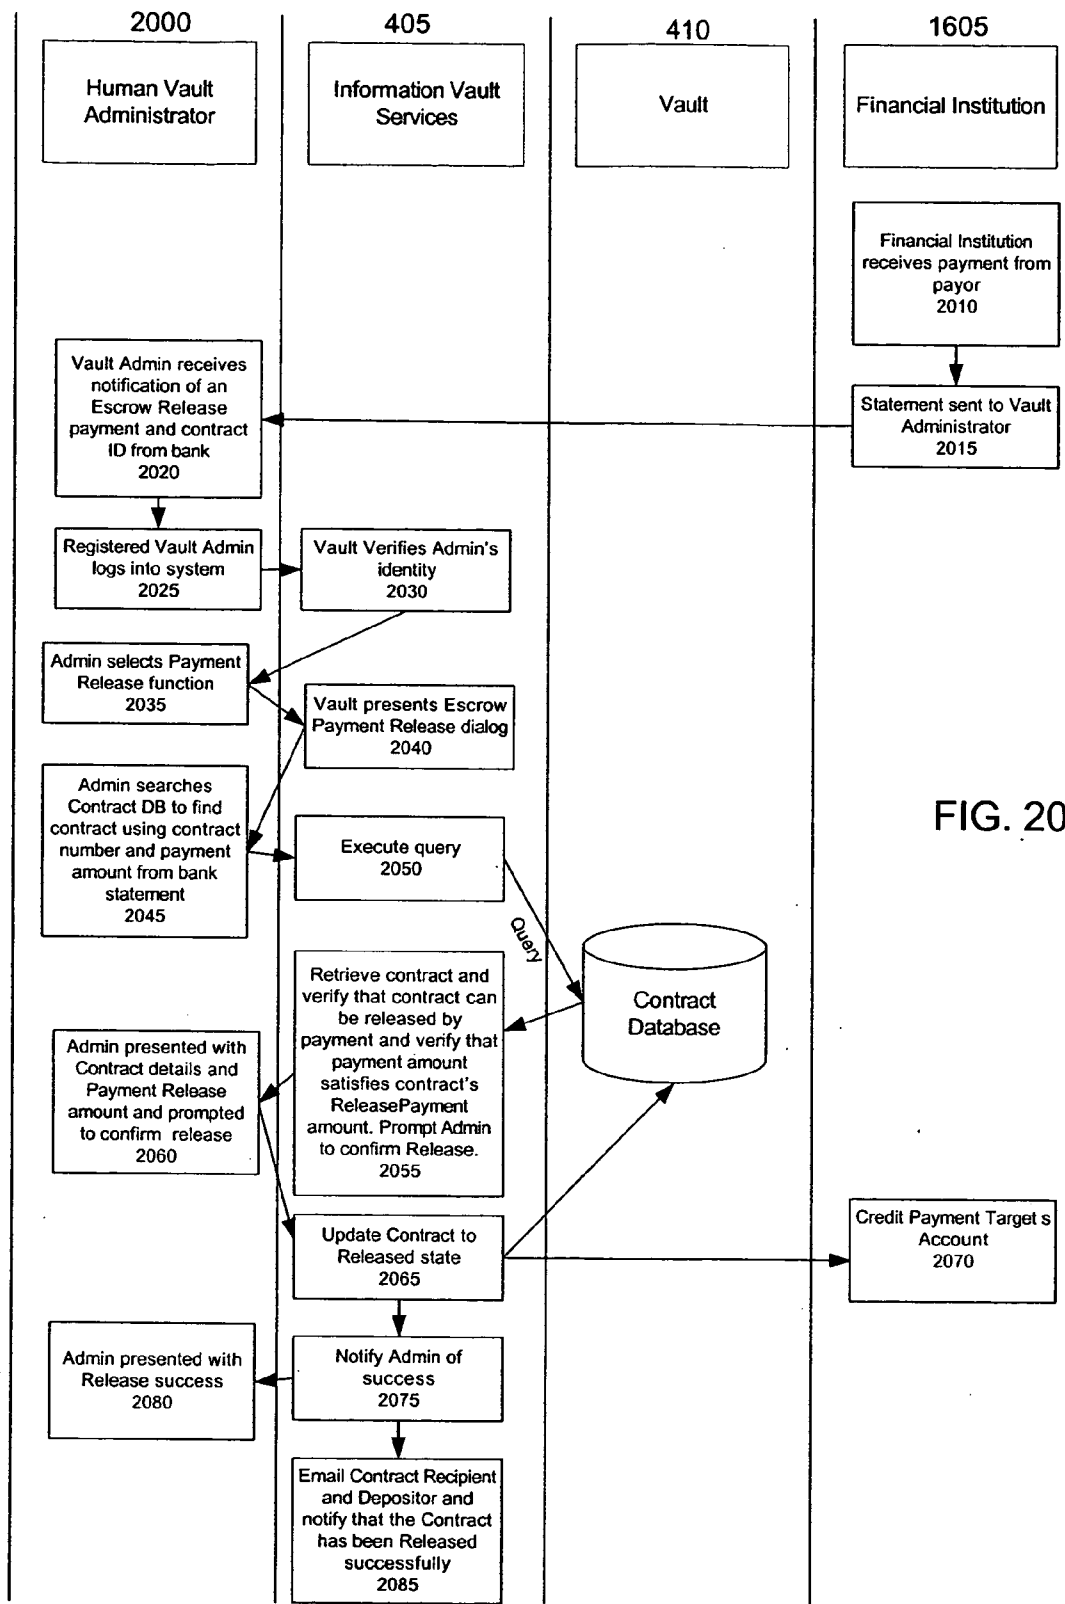 2000
405
410
1605
Human Vault
Administrator
Information Vault
Services
Vault
Financial Institution
Financial Institution
receives payment from
payor
2010
Vault Admin receives
notification of an
Escrow Release
payment and contract
ID from bank
2020
Statement sent to Vault
Administrator
2015
Registered Vault Admin
logs into system
2025
Vault Verifies Admin's
identity
2030
Admin selects Payment
Release function
2035
Vault presents Escrow
Payment Release dialog
2040
Admin searches
Contract DB to find
contract using contract
number and payment
amount from bank
statement
2045
Execute query
2050
FIG. 20
Query
Contract
Database
Retrieve contract and
verify that contract can
be released by
payment and verify that
payment amount
satisfies contract's
ReleasePayment
amount. Prompt Admin
to confirm Release.
2055
Admin presented with
Contract details and
Payment Release
amount and prompted
to confirm release
2060
Update Contract to
Released state
2065
Credit Payment Target s
Account
2070
Notify Admin of
success
2075
Admin presented with
Release success
2080
Email Contract Recipient
and Depositor and
notify that the Contract
has been Released
successfully
2085